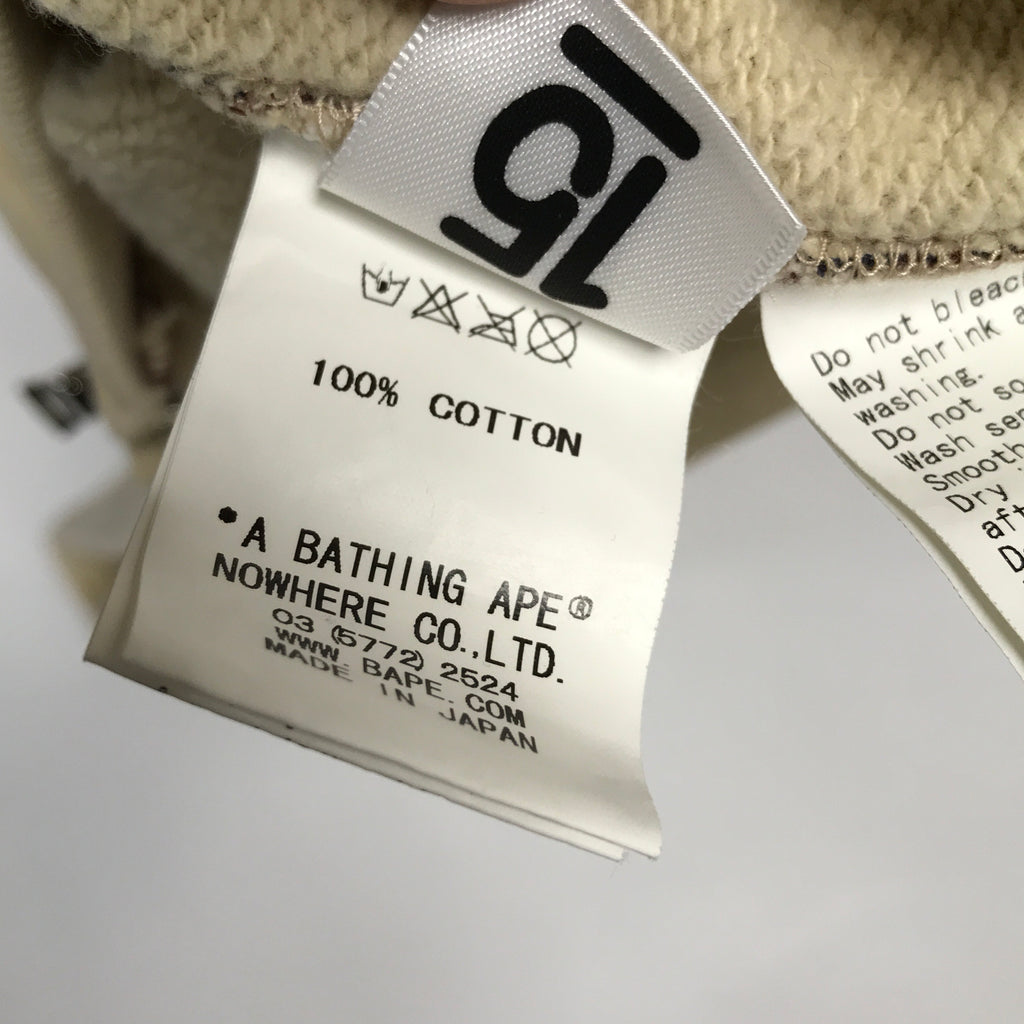 15
100% COTTON
•A BATHING APE®
NOWHERE CO.,LTD.
03 (5772) 2524
WWW.BAPE.COM
MADE IN JAPAN
Do not bleac
May shrink a
washing.
Do not so
Wash se
Smooth
Dry
aft
D